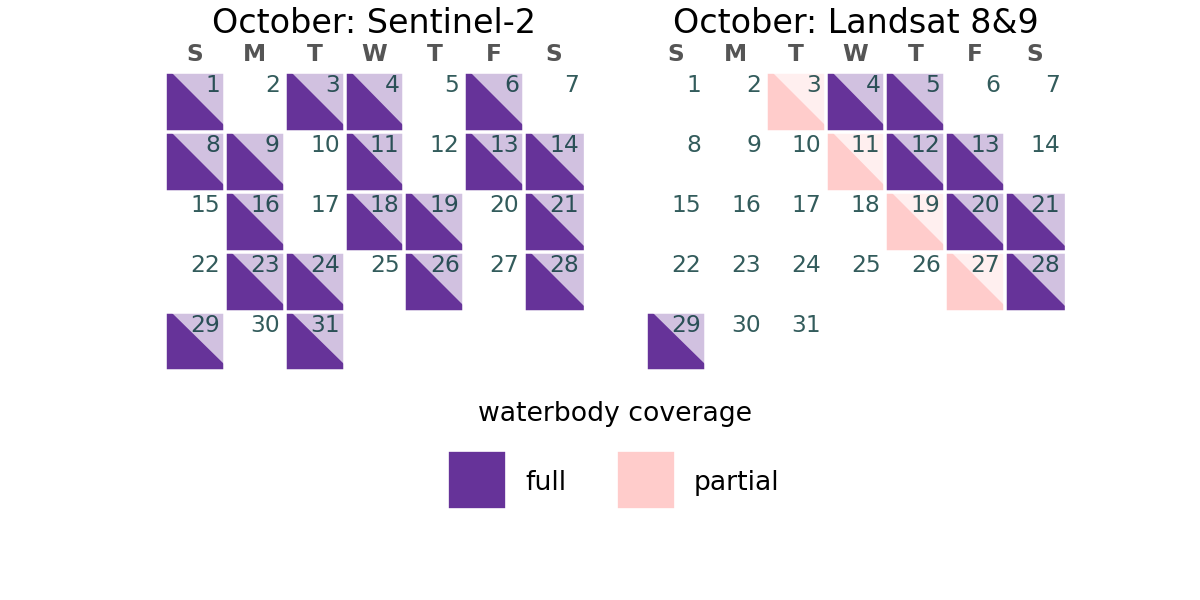 October: Sentinel-2
S M T W T F S
1 2 3 4 5 6 7
8 9 10 11 12 13 14
15 16 17 18 19 20 21
22 23 24 25 26 27 28
29 30 31
October: Landsat 8&9
S M T W T F S
1 2 3 4 5 6 7
8 9 10 11 12 13 14
15 16 17 18 19 20 21
22 23 24 25 26 27 28
29 30 31
waterbody coverage
full partial